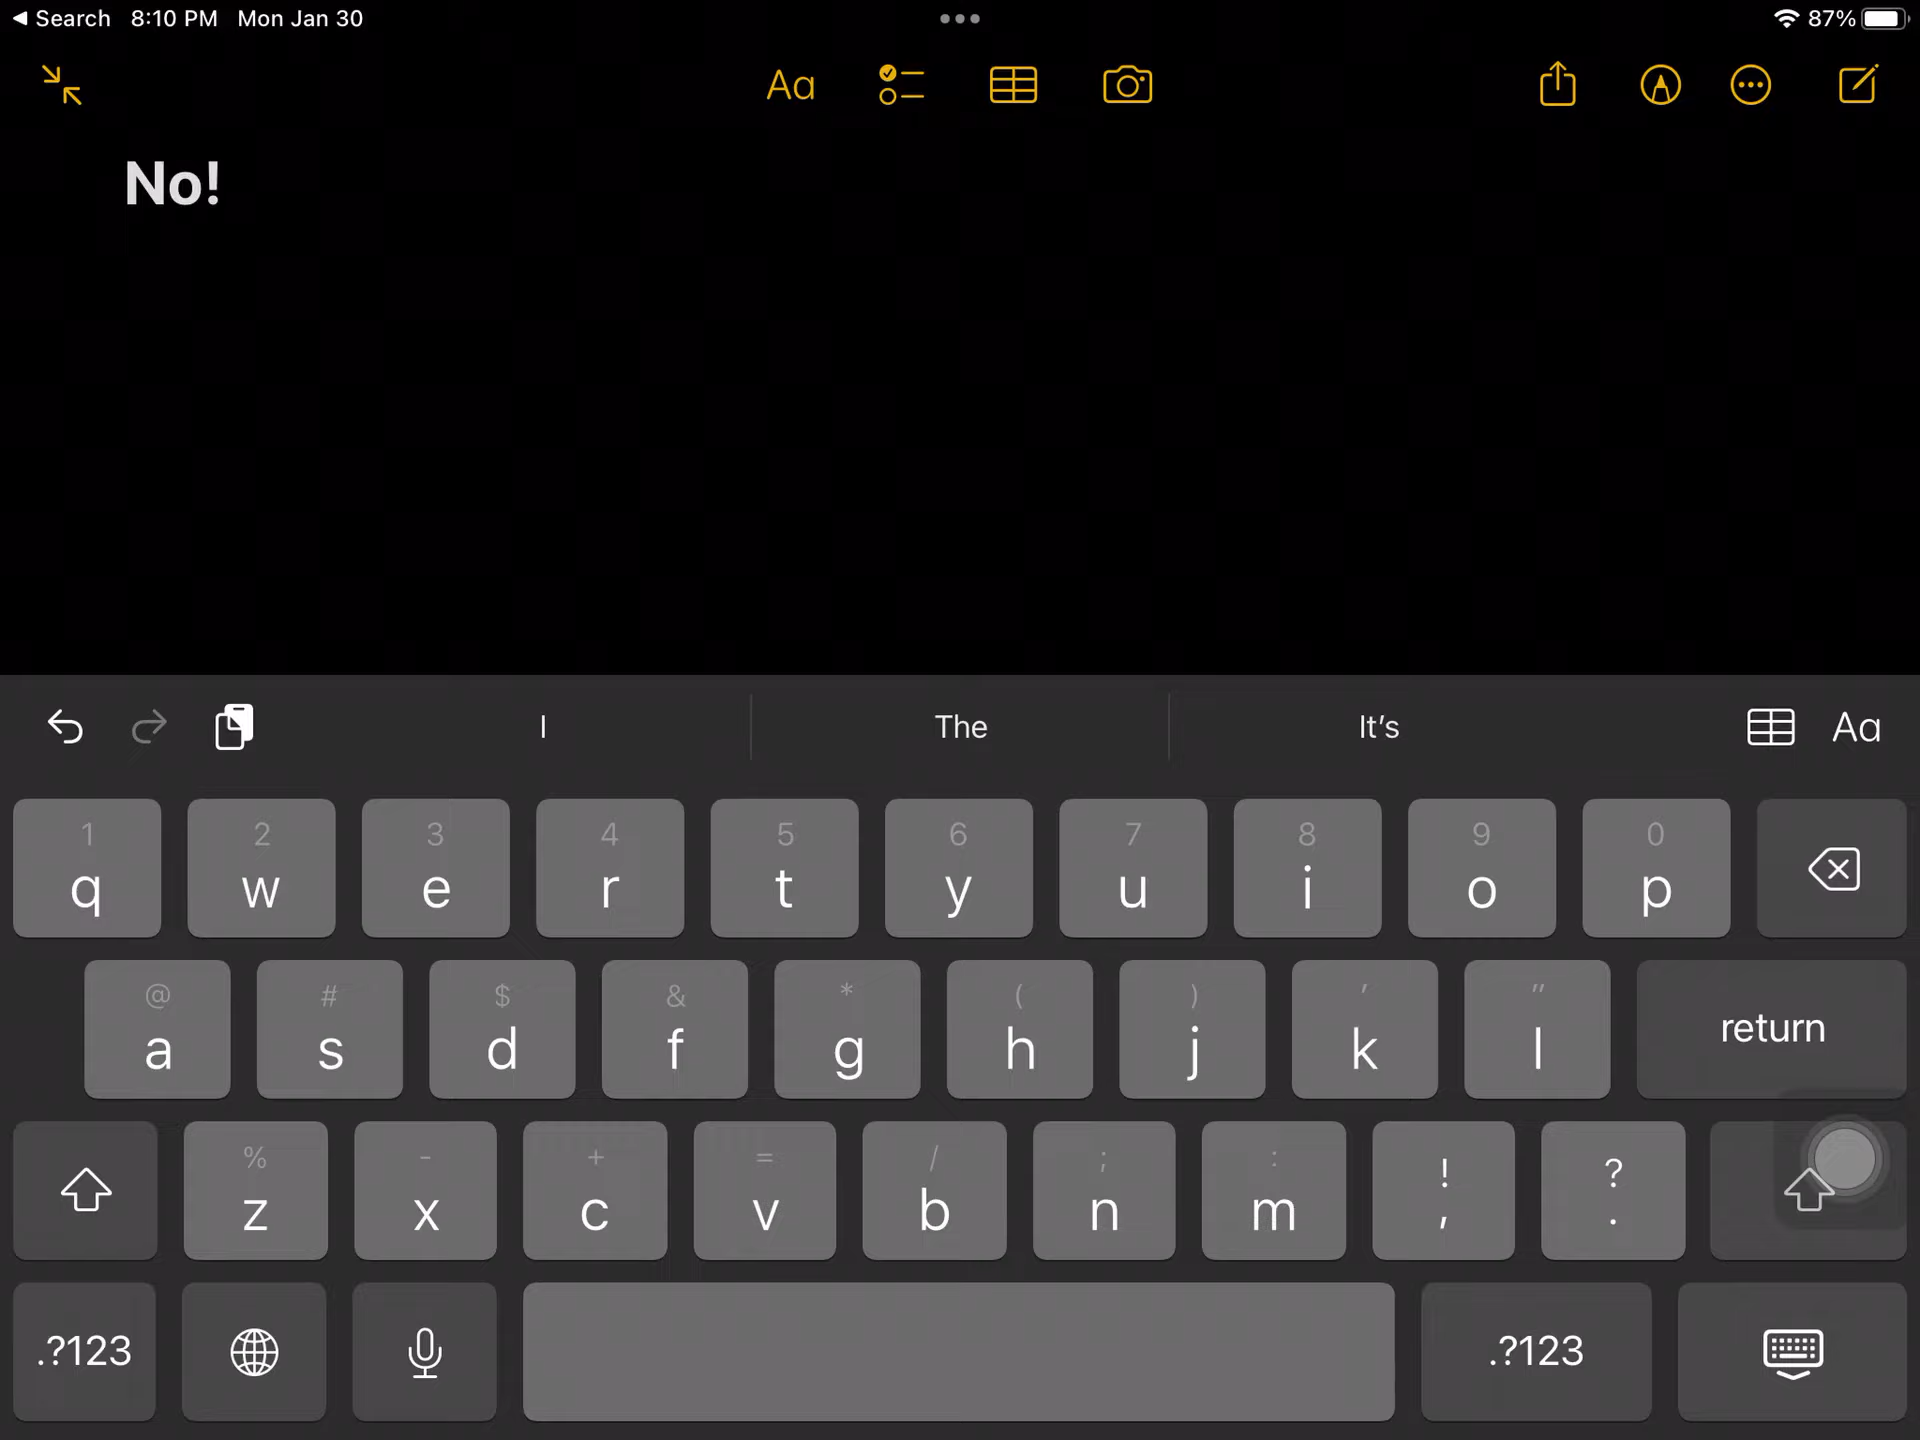 Search 8:10 PM Mon Jan 30 87%
Aa
No!
I The It's Aa
1 2 3 4 5 6 7 8 9 0
q w e r t y u i o p
@ # $ & * ( ) ' "
a s d f g h j k l return
% - + = / ; : ! ?
z x c v b n m , .
.?123 .?123